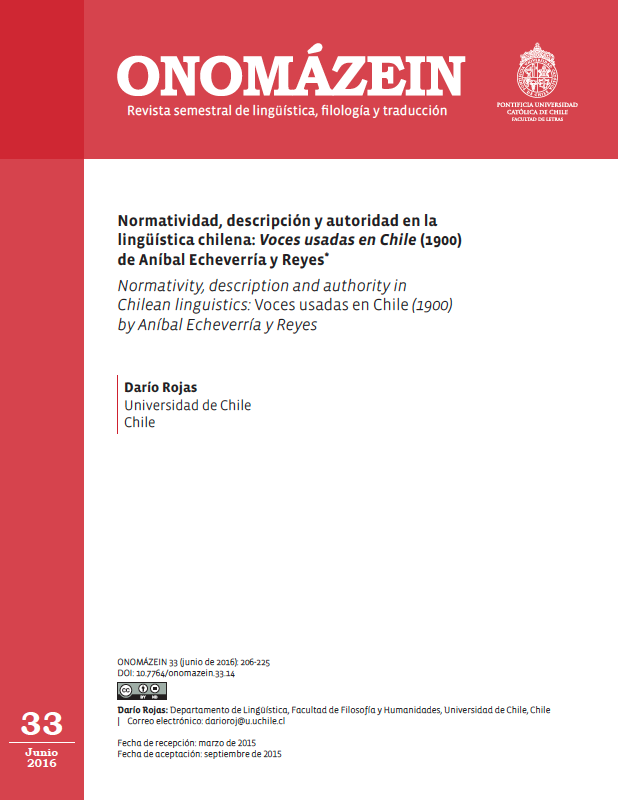 ONOMÁZEIN
Revista semestral de lingüística, filología y traducción
PONTIFICIA UNIVERSIDAD
CATÓLICA DE CHILE
FACULTAD DE LETRAS
Normatividad, descripción y autoridad en la
lingüística chilena: Voces usadas en Chile (1900)
de Aníbal Echeverría y Reyes*
Normativity, description and authority in
Chilean linguistics: Voces usadas en Chile (1900)
by Aníbal Echeverría y Reyes
Darío Rojas
Universidad de Chile
Chile
ONOMÁZEIN 33 (junio de 2016): 206-225
DOI: 10.7764/onomazein.33.14
cc BY ND
Darío Rojas: Departamento de Lingüística, Facultad de Filosofía y Humanidades, Universidad de Chile, Chile
| Correo electrónico: darioroj@u.uchile.cl
Fecha de recepción: marzo de 2015
Fecha de aceptación: septiembre de 2015
33
Junio
2016